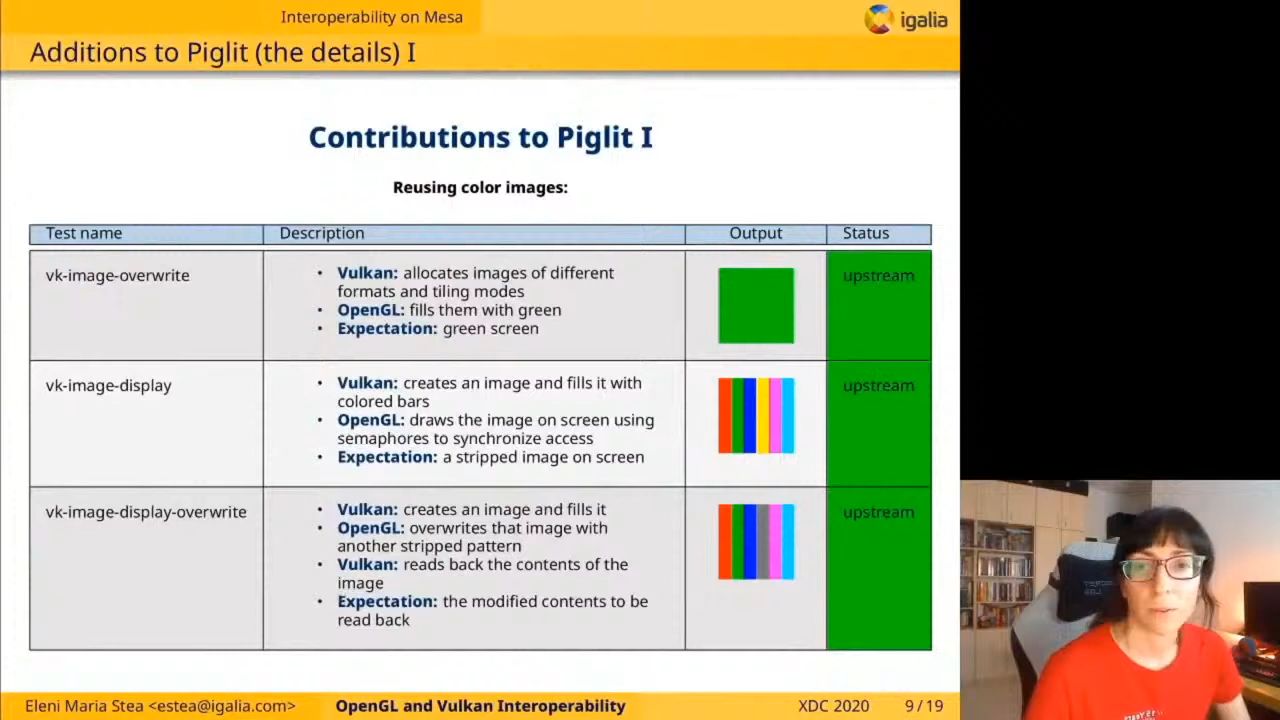 Interoperability on Mesa
igalia
Additions to Piglit (the details) I
Contributions to Piglit I
Reusing color images:
Test name Description Output Status
vk-image-overwrite
• Vulkan: allocates images of different
formats and tiling modes
• OpenGL: fills them with green
• Expectation: green screen
upstream
vk-image-display
• Vulkan: creates an image and fills it with
colored bars
• OpenGL: draws the image on screen using
semaphores to synchronize access
• Expectation: a stripped image on screen
upstream
vk-image-display-overwrite
• Vulkan: creates an image and fills it
• OpenGL: overwrites that image with
another stripped pattern
• Vulkan: reads back the contents of the
image
• Expectation: the modified contents to be
read back
upstream
Eleni Maria Stea <estea@igalia.com> OpenGL and Vulkan Interoperability XDC 2020 9 / 19